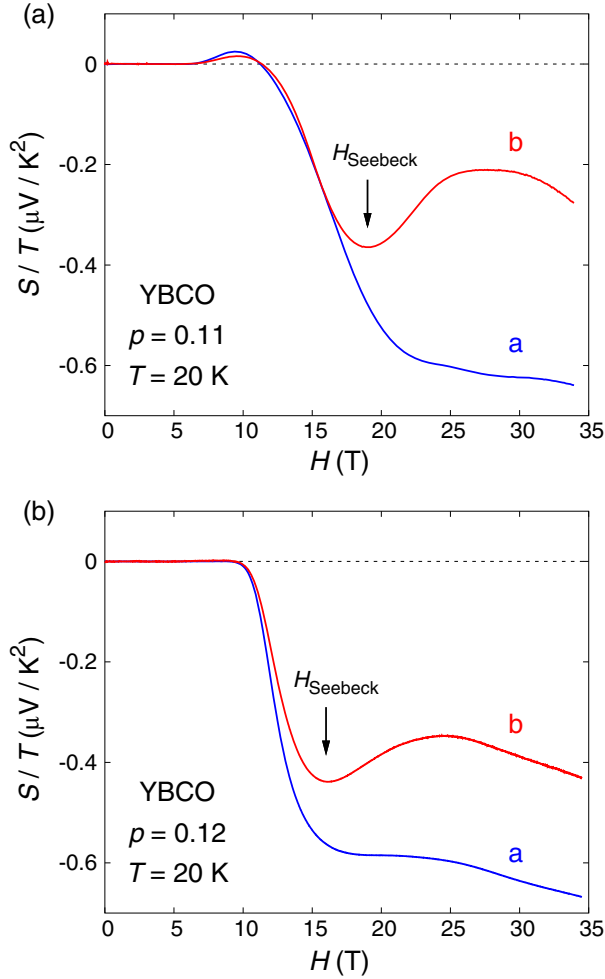 (a)
0
-0.2
-0.4
-0.6
S / T (μV / K²)
H_Seebeck
b
a
YBCO
p = 0.11
T = 20 K
0 5 10 15 20 25 30 35
H (T)
(b)
0
-0.2
-0.4
-0.6
S / T (μV / K²)
H_Seebeck
b
a
YBCO
p = 0.12
T = 20 K
0 5 10 15 20 25 30 35
H (T)